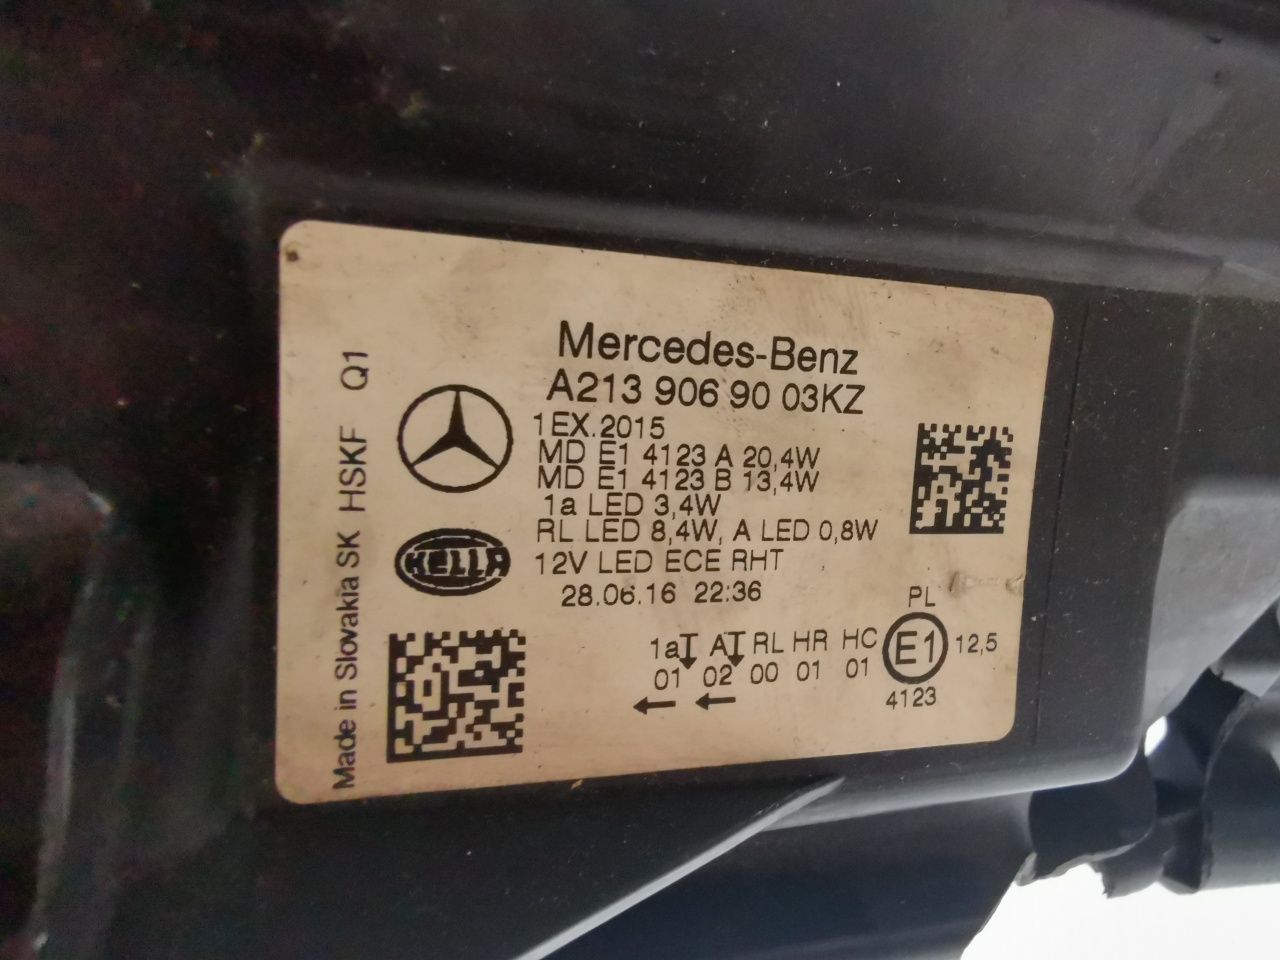 Mercedes-Benz
A213 906 90 03KZ
1EX.2015
MD E1 4123 A 20,4W
MD E1 4123 B 13,4W
1a LED 3,4W
RL LED 8,4W, A LED 0,8W
12V LED ECE RHT
28.06.16 22:36
HELLA
PL
1a A RL HR HC E1 12,5
01 02 00 01 01
4123
Made in Slovakia SK HSKF Q1